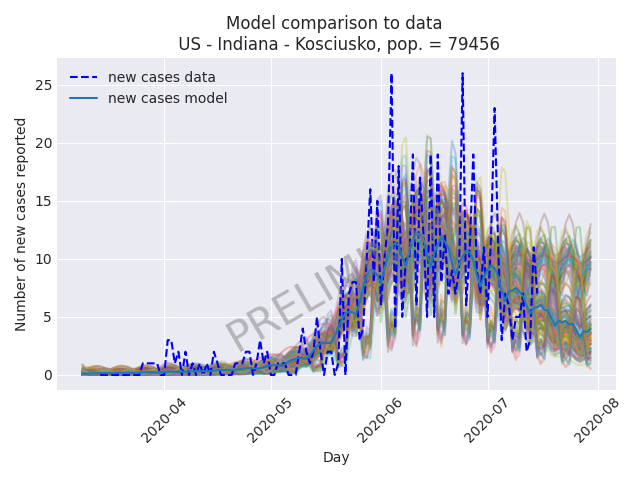 Model comparison to data
US - Indiana - Kosciusko, pop. = 79456
new cases data
new cases model
Number of new cases reported
25
20
15
10
5
0
2020-04
2020-05
2020-06
2020-07
2020-08
Day